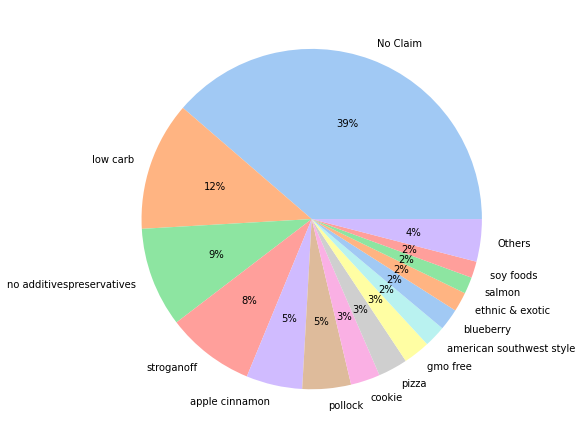 No Claim
39%
low carb
12%
no additivespreservatives
9%
stroganoff
8%
apple cinnamon
5%
pollock
5%
cookie
3%
pizza
3%
gmo free
3%
american southwest style
2%
blueberry
2%
ethnic & exotic
2%
salmon
2%
soy foods
2%
Others
4%